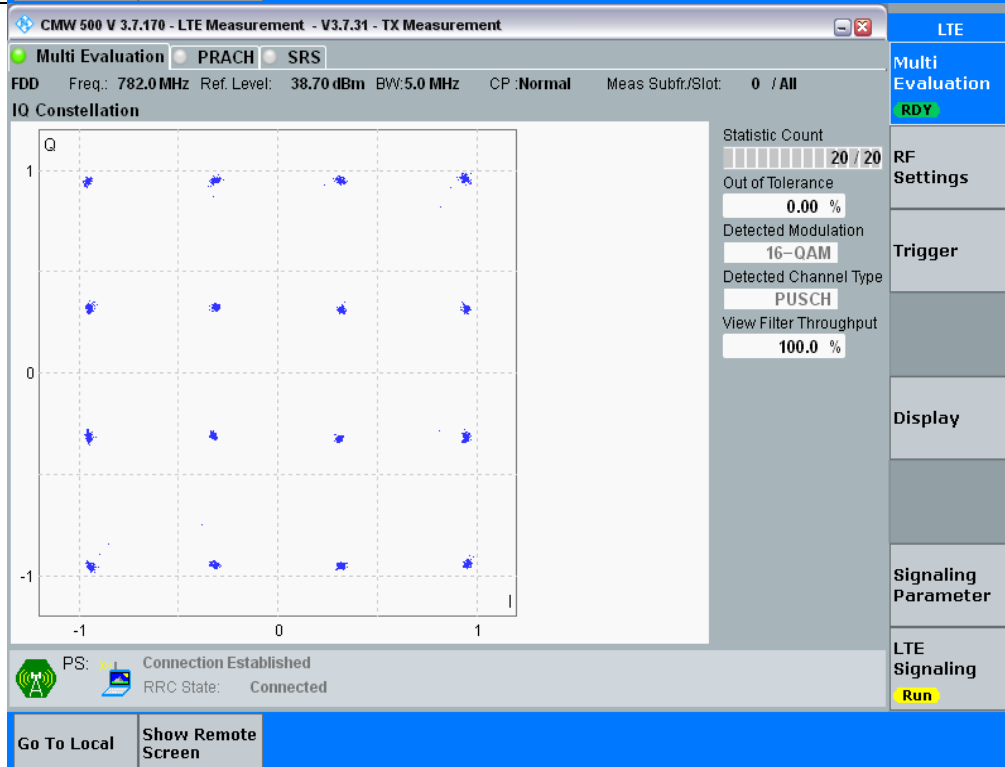 CMW 500 V 3.7.170 - LTE Measurement - V3.7.31 - TX Measurement
LTE
Multi Evaluation PRACH SRS
FDD Freq.: 782.0 MHz Ref. Level: 38.70 dBm BW: 5.0 MHz CP : Normal Meas Subfr./Slot: 0 / All
IQ Constellation
Q
1
0
-1
-1 0 1
I
Statistic Count
20 / 20
Out of Tolerance
0.00 %
Detected Modulation
16-QAM
Detected Channel Type
PUSCH
View Filter Throughput
100.0 %
Multi
Evaluation
RDY
RF
Settings
Trigger
Display
Signaling
Parameter
LTE
Signaling
Run
PS: Connection Established
RRC State: Connected
Go To Local
Show Remote
Screen